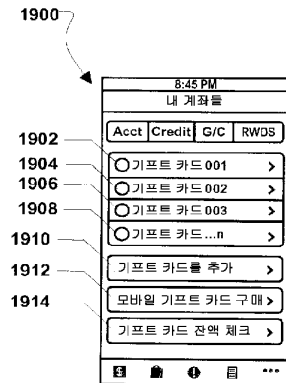 1900
8:45 PM
내 계좌들
Acct Credit G/C RWDS
1902
기프트 카드 001 >
1904
기프트 카드 002 >
1906
기프트 카드 003 >
1908
기프트 카드...n >
1910
기프트 카드를 추가 >
1912
모바일 기프트 카드 구매 >
1914
기프트 카드 잔액 체크 >